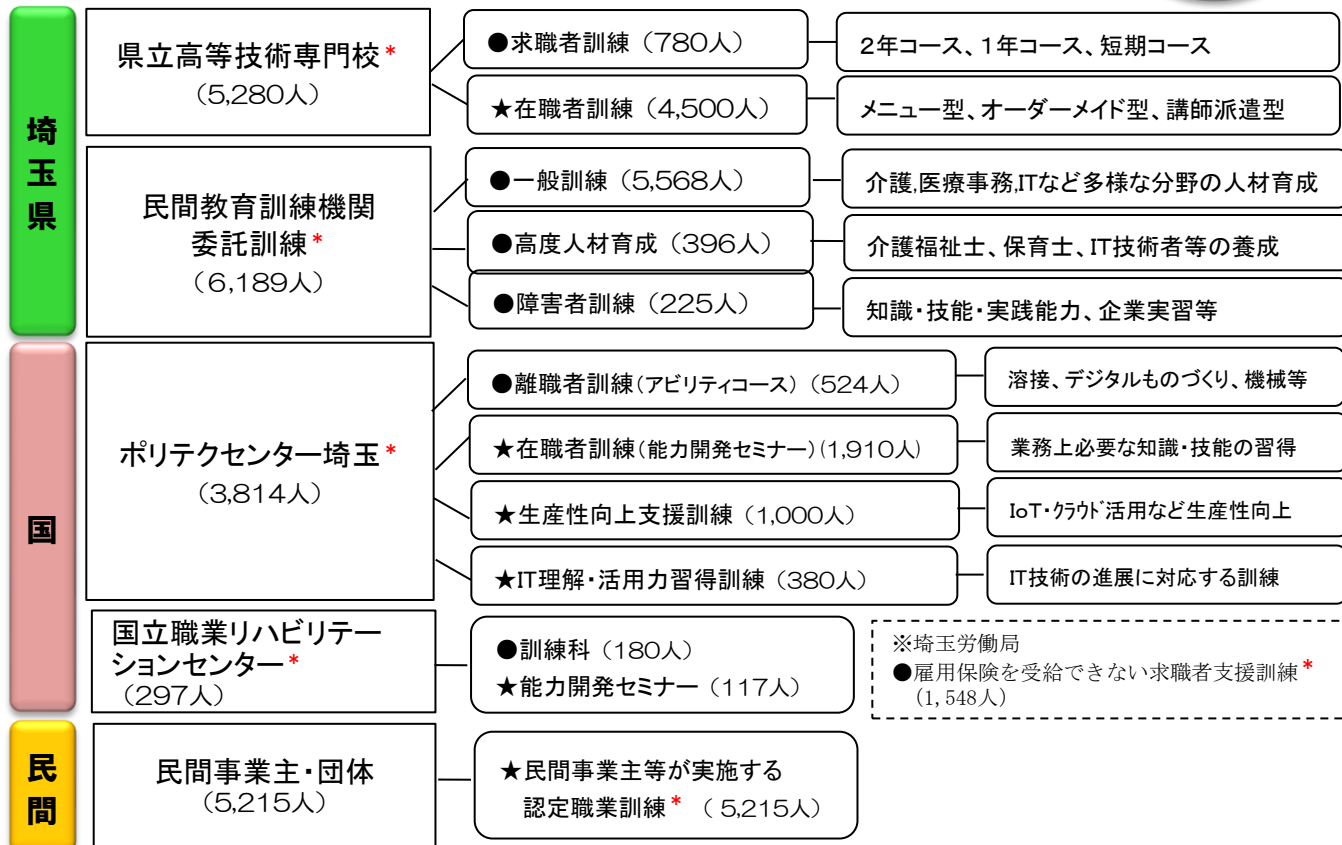 埼玉県
県立高等技術専門校*
（5,280人）
●求職者訓練（780人）
2年コース、1年コース、短期コース
★在職者訓練（4,500人）
メニュー型、オーダーメイド型、講師派遣型
民間教育訓練機関
委託訓練*
（6,189人）
●一般訓練（5,568人）
介護,医療事務,ITなど多様な分野の人材育成
●高度人材育成（396人）
介護福祉士、保育士、IT技術者等の養成
●障害者訓練（225人）
知識・技能・実践能力、企業実習等
国
ポリテクセンター埼玉*
（3,814人）
●離職者訓練(アビリティコース)（524人）
溶接、デジタルものづくり、機械等
★在職者訓練(能力開発セミナー)(1,910人)
業務上必要な知識・技能の習得
★生産性向上支援訓練（1,000人）
IoT・ｸﾗｳﾄﾞ活用など生産性向上
★IT理解・活用力習得訓練（380人）
IT技術の進展に対応する訓練
国立職業リハビリテー
ションセンター*
（297人）
●訓練科（180人）
★能力開発セミナー（117人）
※埼玉労働局
●雇用保険を受給できない求職者支援訓練*
(1,548人)
民間
民間事業主・団体
（5,215人）
★民間事業主等が実施する
認定職業訓練*（5,215人）